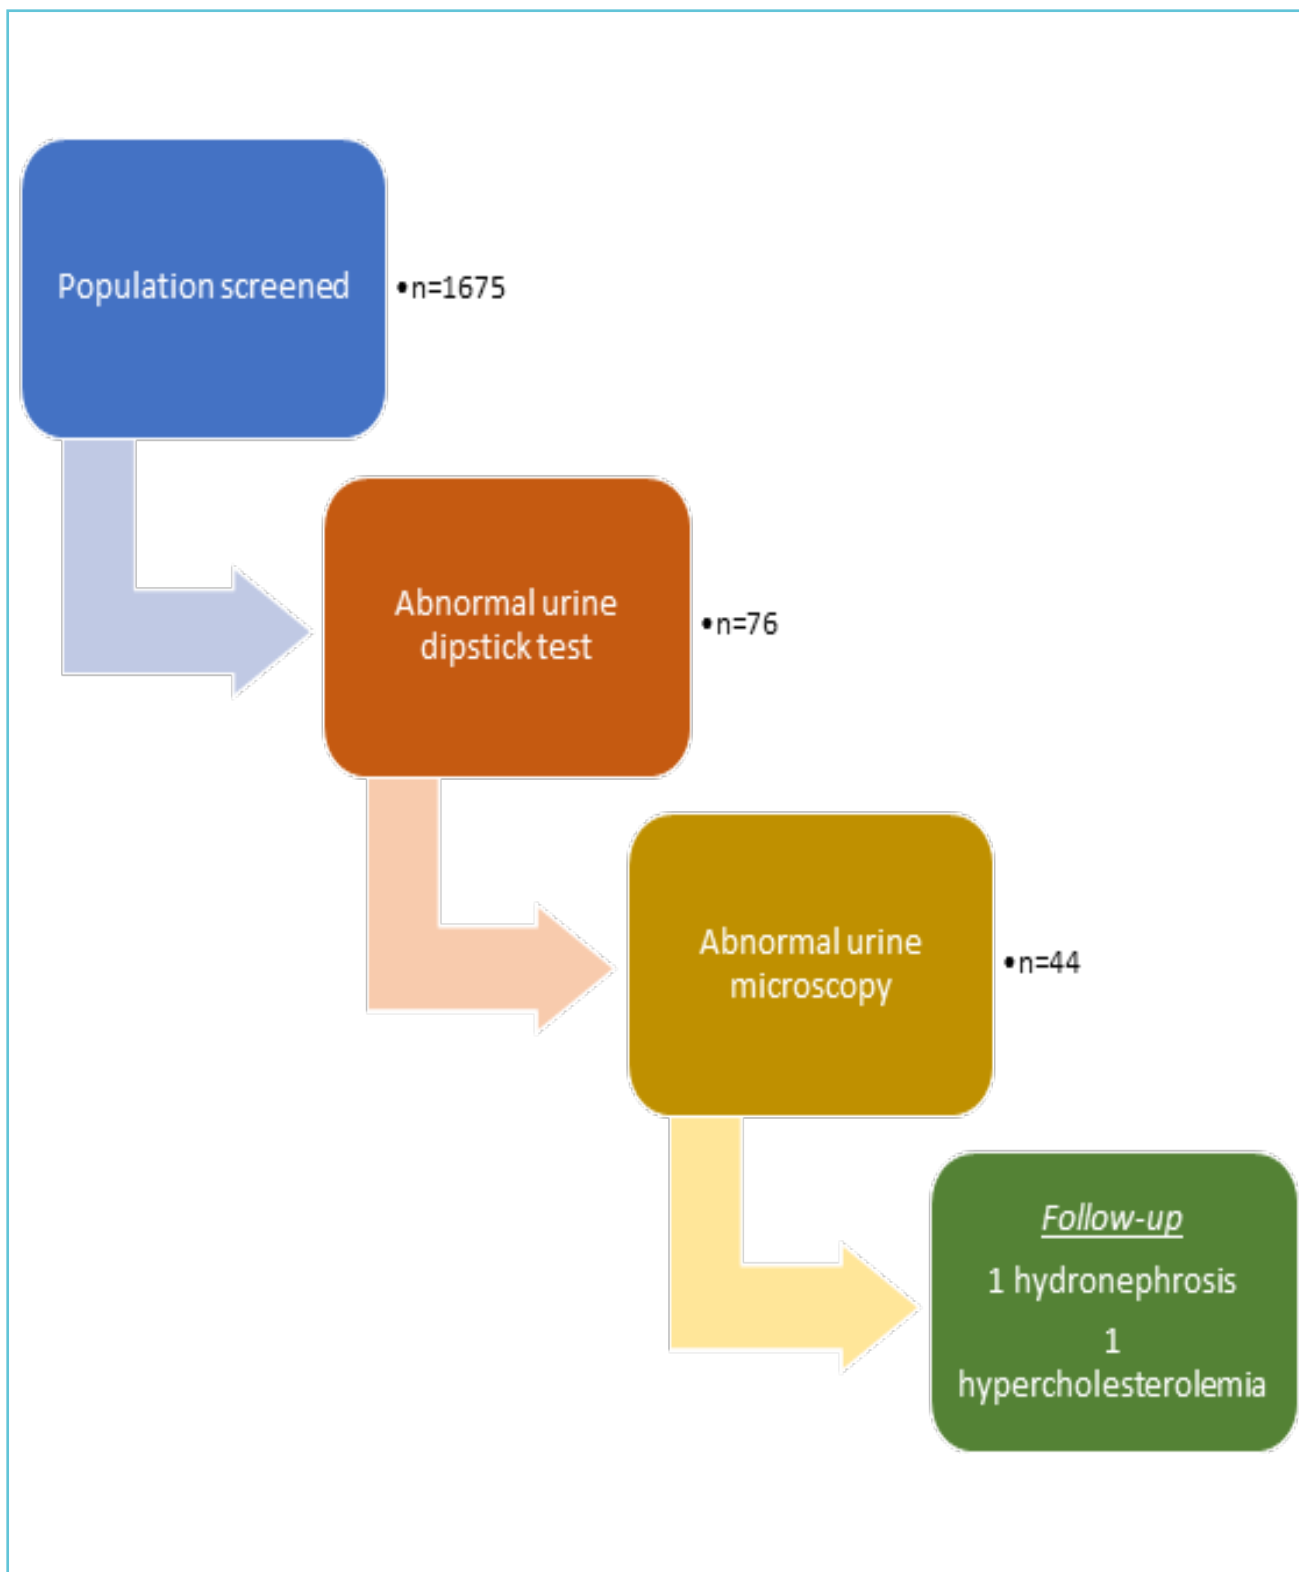 Population screened
•n=1675
Abnormal urine
dipstick test
•n=76
Abnormal urine
microscopy
•n=44
Follow-up
1 hydronephrosis
1
hypercholesterolemia